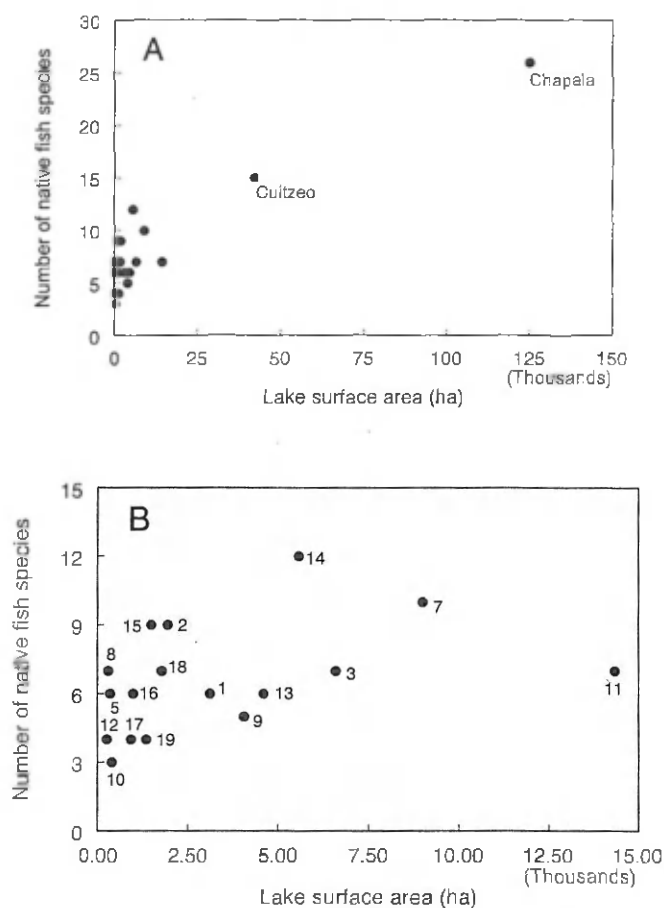 30
A
25
Chapala
20
15
Cuitzeo
10
5
0
0 25 50 75 100 125 150
(Thousands)
Lake surface area (ha)
Number of native fish species
15
B
12
14
7
9
15 2
8
18
3
11
6
5 16 1 13
9
12 17 19
3
10
0
0.00 2.50 5.00 7.50 10.00 12.50 15.00
(Thousands)
Lake surface area (ha)
Number of native fish species